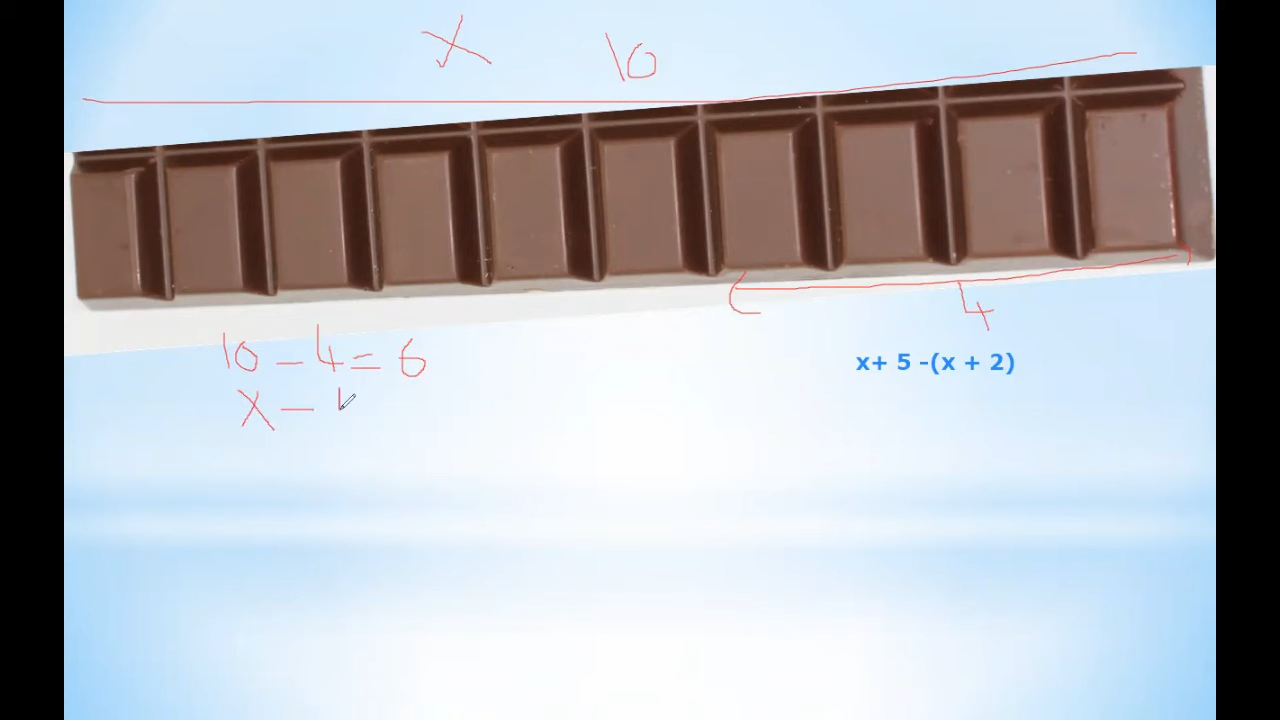 x 10
4
10 - 4 = 6
x+ 5 -(x + 2)
x -